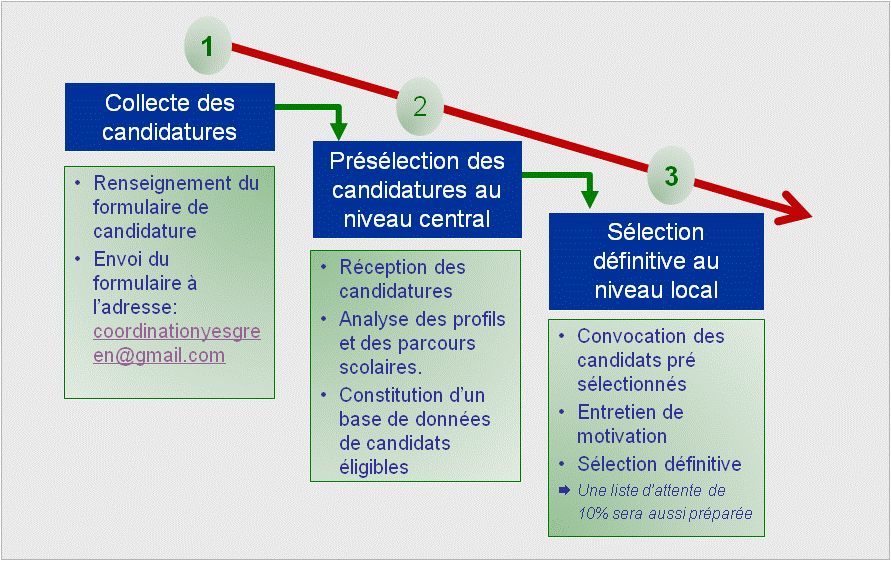 1
Collecte des
candidatures
• Renseignement du
formulaire de
candidature
• Envoi du
formulaire à
l’adresse:
coordinationyesgre
en@gmail.com
2
Présélection des
candidatures au
niveau central
• Réception des
candidatures
• Analyse des profils
et des parcours
scolaires.
• Constitution d’un
base de données
de candidats
éligibles
3
Sélection
définitive au
niveau local
• Convocation des
candidats pré
sélectionnés
• Entretien de
motivation
• Sélection définitive
Une liste d’attente de
10% sera aussi préparée